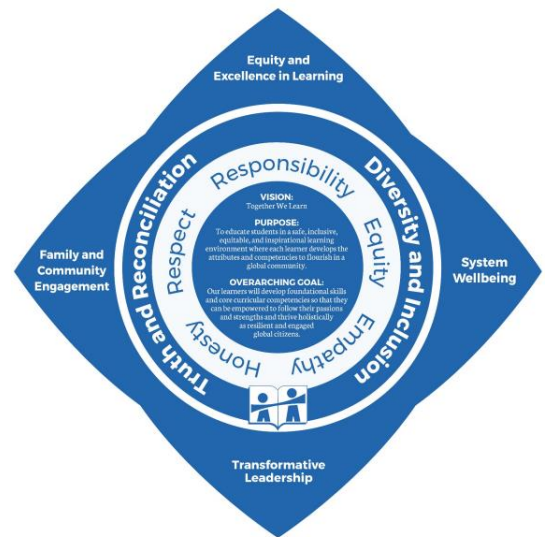 Equity and
Excellence in Learning
Truth and Reconciliation
Diversity and Inclusion
Responsibility
Respect
Equity
Honesty
Empathy
VISION:
Together We Learn
PURPOSE:
To educate students in a safe, inclusive,
equitable, and inspirational learning
environment where each learner develops the
attributes and competencies to flourish in a
global community.
OVERARCHING GOAL:
Our learners will develop foundational skills
and core curricular competencies so that they
can be empowered to follow their passions
and strengths and thrive holistically
as resilient and engaged
global citizens.
Family and
Community
Engagement
System
Wellbeing
Transformative
Leadership